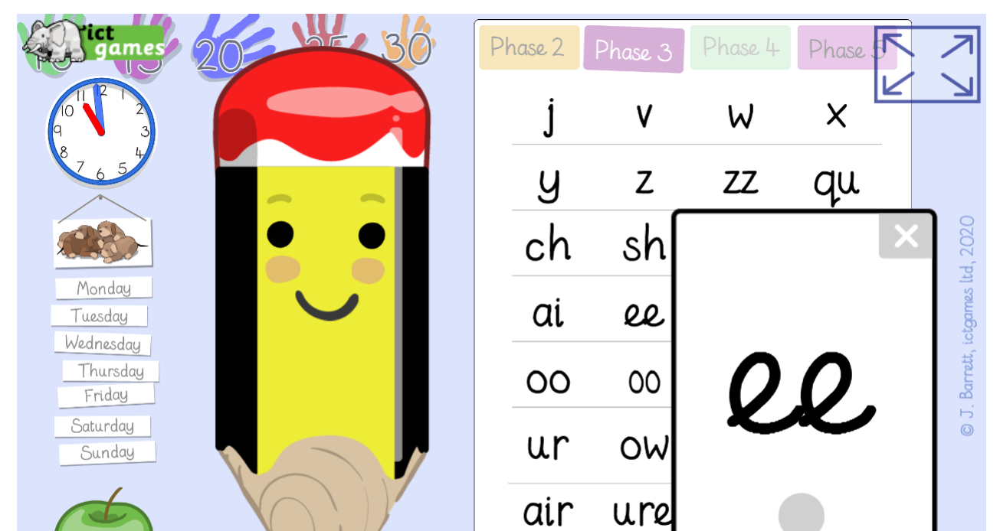 ict
games
15
20
25
30
11 12 1
10 2
9 3
8 4
7 6 5
Monday
Tuesday
Wednesday
Thursday
Friday
Saturday
Sunday
Phase 2 Phase 3 Phase 4 Phase 5
j v w x
y z zz qu
ch sh
ai ee
oo oo
ur ow
air ure
×
ee
© J. Barrett, ictgames ltd, 2020